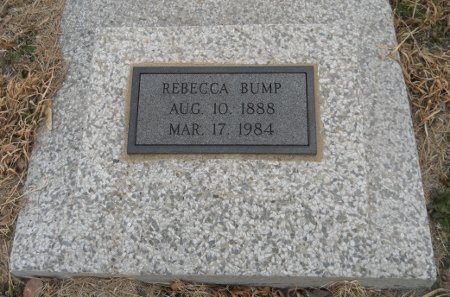 REBECCA BUMP
AUG. 10. 1888
MAR. 17. 1984